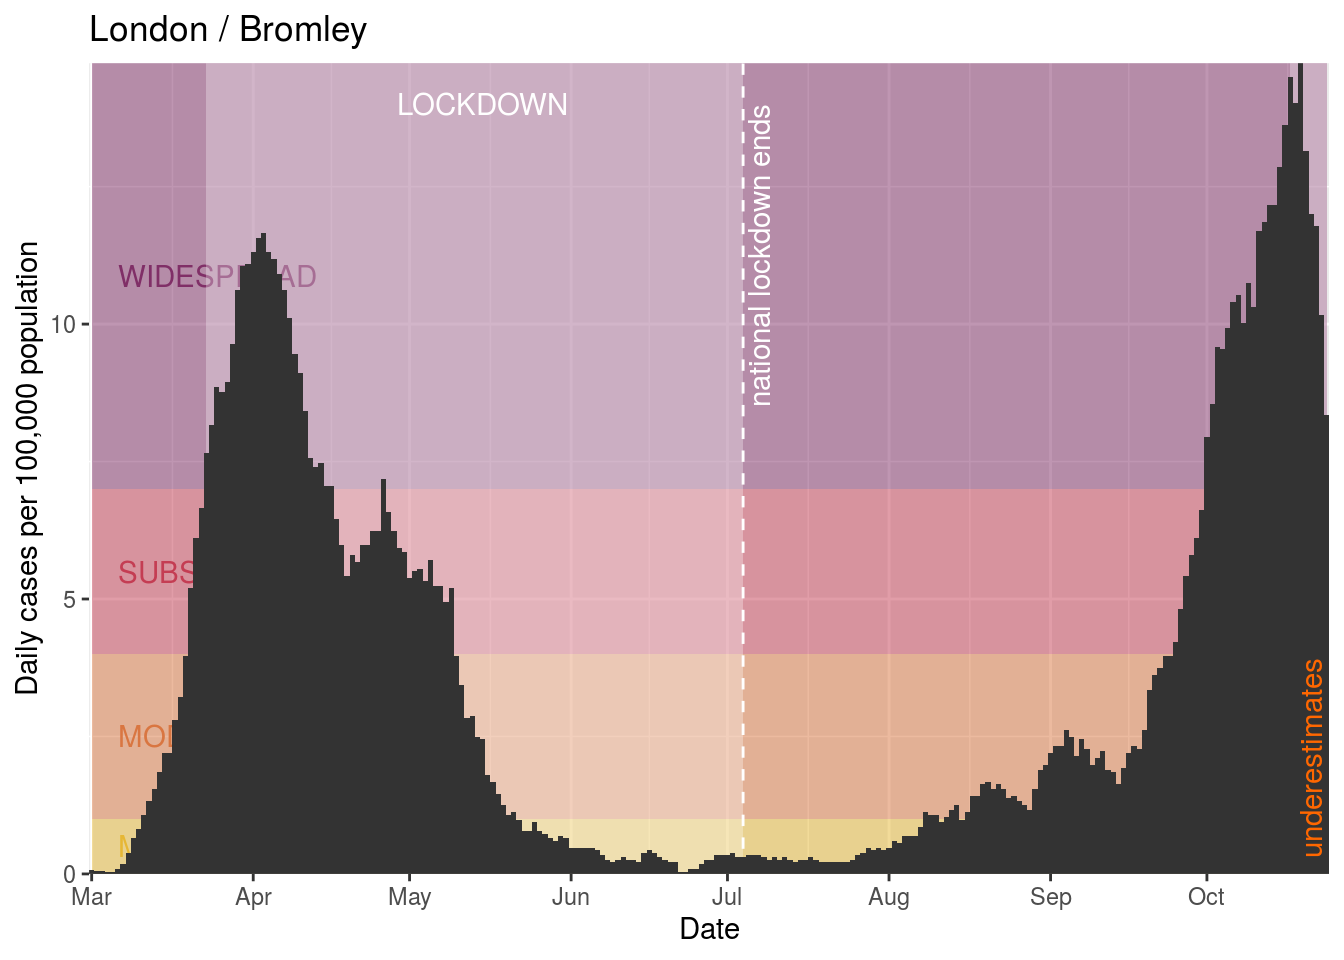 London / Bromley
LOCKDOWN
national lockdown ends
WIDESPREAD
SUBS
MOD
underestimates
Daily cases per 100,000 population
10
5
0
Mar Apr May Jun Jul Aug Sep Oct
Date